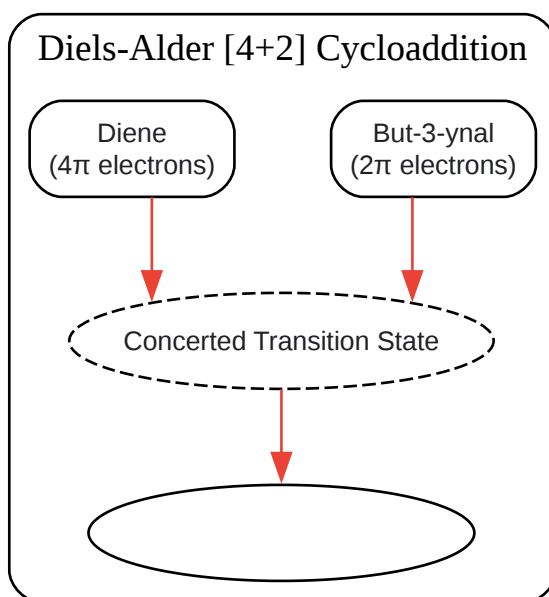 Diels-Alder [4+2] Cycloaddition
Diene
(4π electrons)
But-3-ynal
(2π electrons)
Concerted Transition State